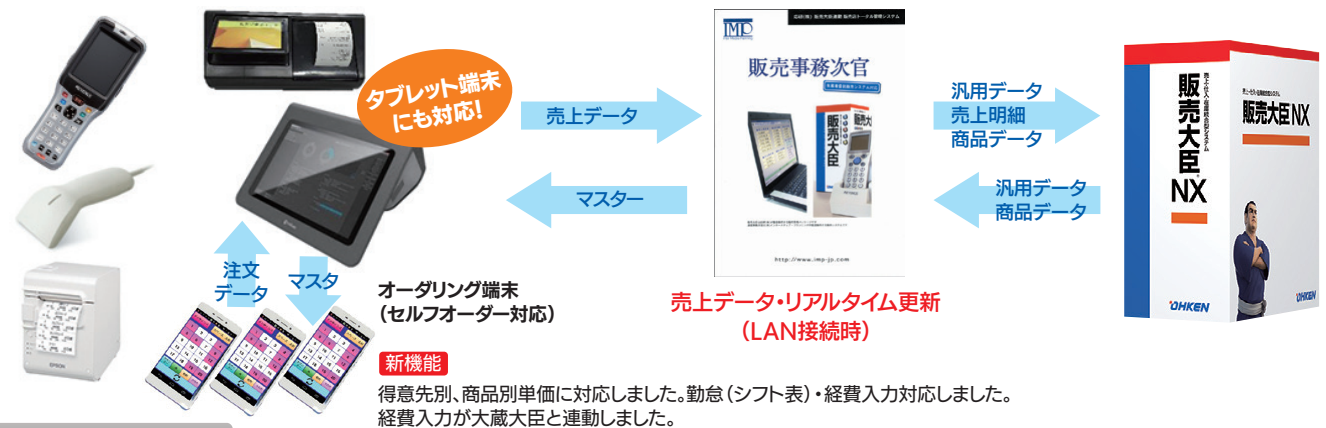 タブレット端末
にも対応!
売上データ
マスター
注文
データ
マスタ
オーダリング端末
(セルフオーダー対応)
新機能
得意先別、商品別単価に対応しました。勤怠(シフト表)・経費入力対応しました。
経費入力が大蔵大臣と連動しました。
IMP
販売事務次官
販売大臣
http://www.imp-jp.com
売上データ・リアルタイム更新
(LAN接続時)
汎用データ
売上明細
商品データ
汎用データ
商品データ
販売大臣
NX
販売大臣NX
OHKEN
OHKEN
EPSON